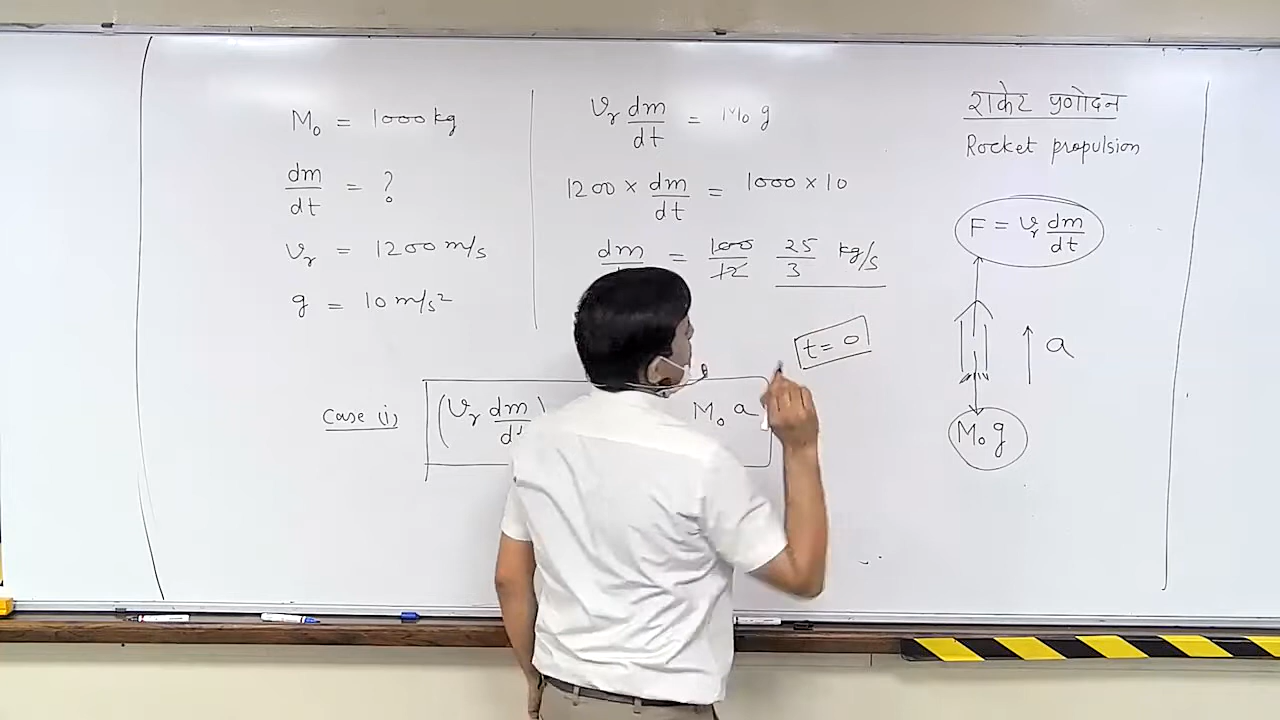 M₀ = 1000 kg
dm/dt = ?
v_r = 1200 m/s
g = 10 m/s²
v_r dm/dt = M₀ g
1200 × dm/dt = 1000 × 10
dm = 1000/12 25/3 kg/s
t = 0
Case (i) (v_r dm/dt) M₀ a
राकेट प्रणोदन
Rocket propulsion
F = v_r dm/dt
a
M₀ g